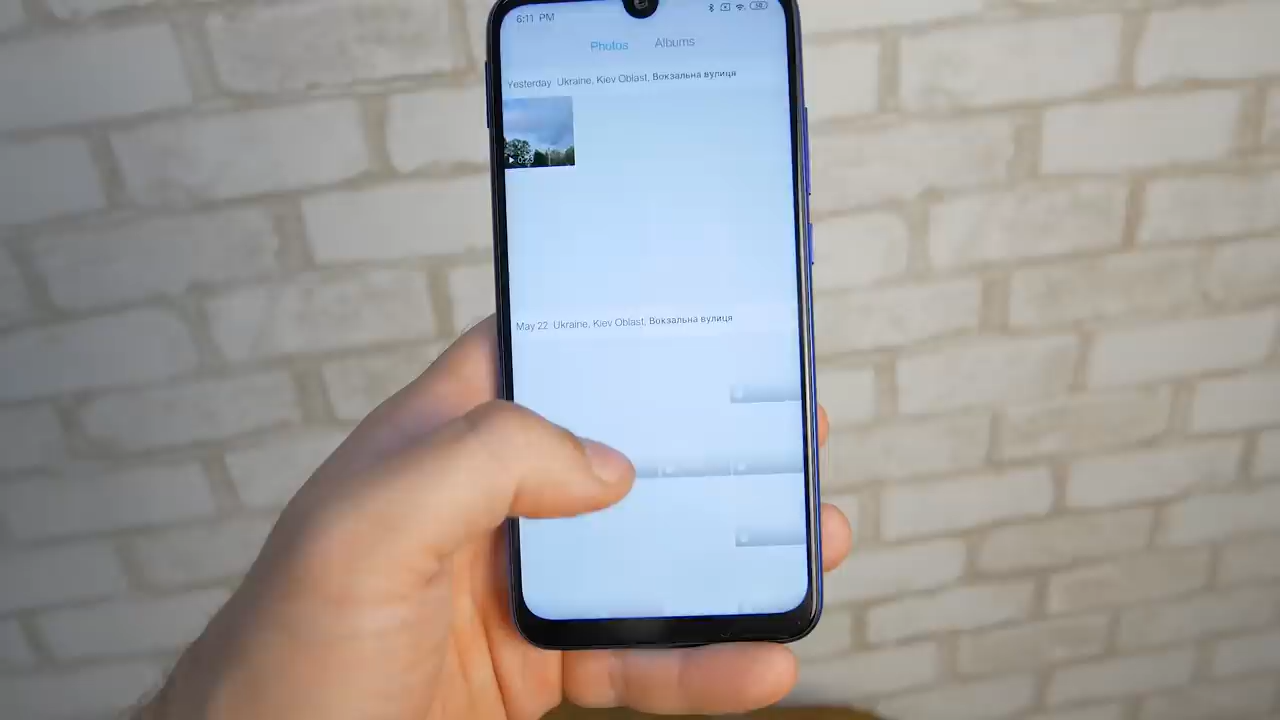 6:11 PM
Photos Albums
Yesterday Ukraine, Kiev Oblast, Вокзальна вулиця
May 22 Ukraine, Kiev Oblast, Вокзальна вулиця